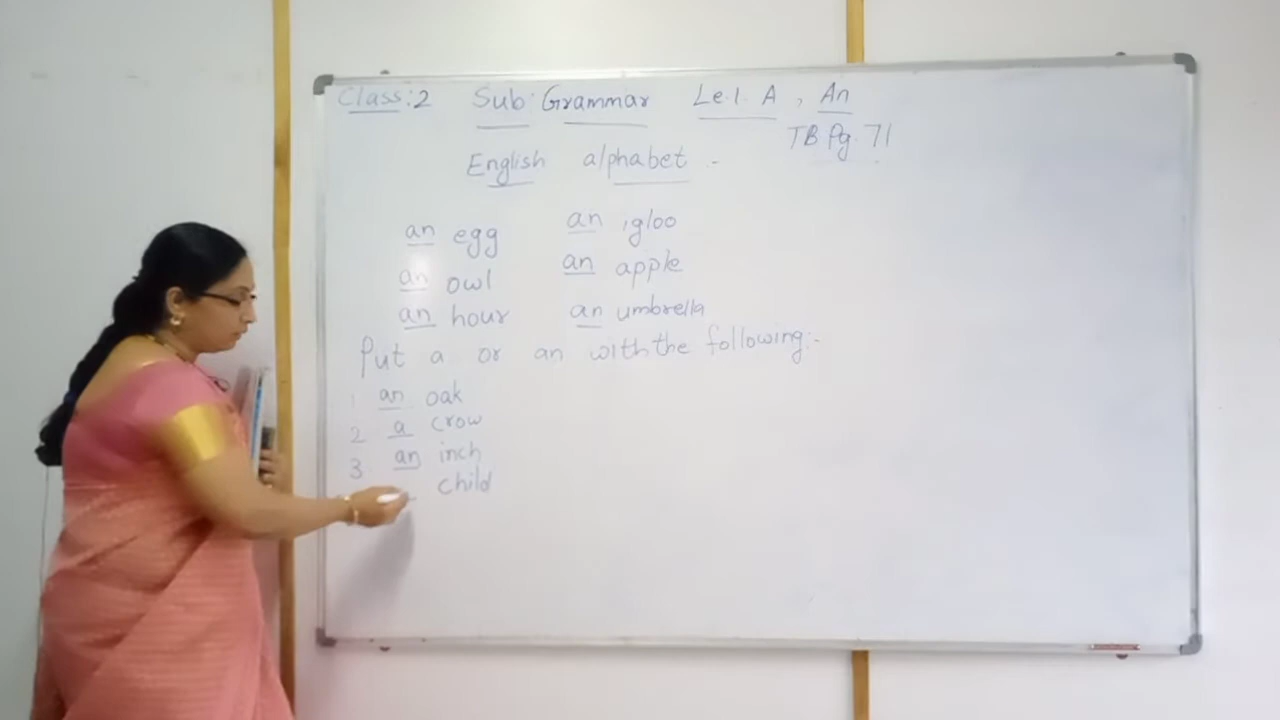 Class:2 Sub: Grammar Le.1. A, An
TB Pg. 71
English alphabet -
an egg an igloo
an owl an apple
an hour an umbrella
Put a or an with the following:-
1 an oak
2 a crow
3 an inch
child